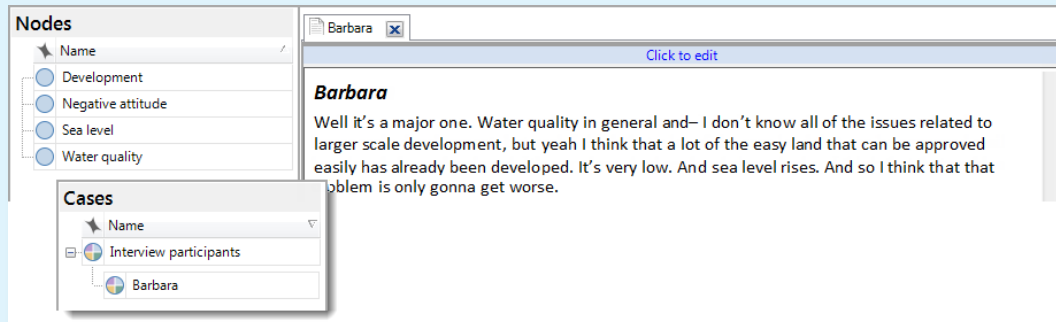 Nodes
Name
Development
Negative attitude
Sea level
Water quality
Cases
Name
Interview participants
Barbara
Barbara
Click to edit
Barbara
Well it's a major one. Water quality in general and– I don't know all of the issues related to
larger scale development, but yeah I think that a lot of the easy land that can be approved
easily has already been developed. It's very low. And sea level rises. And so I think that that
is only gonna get worse.